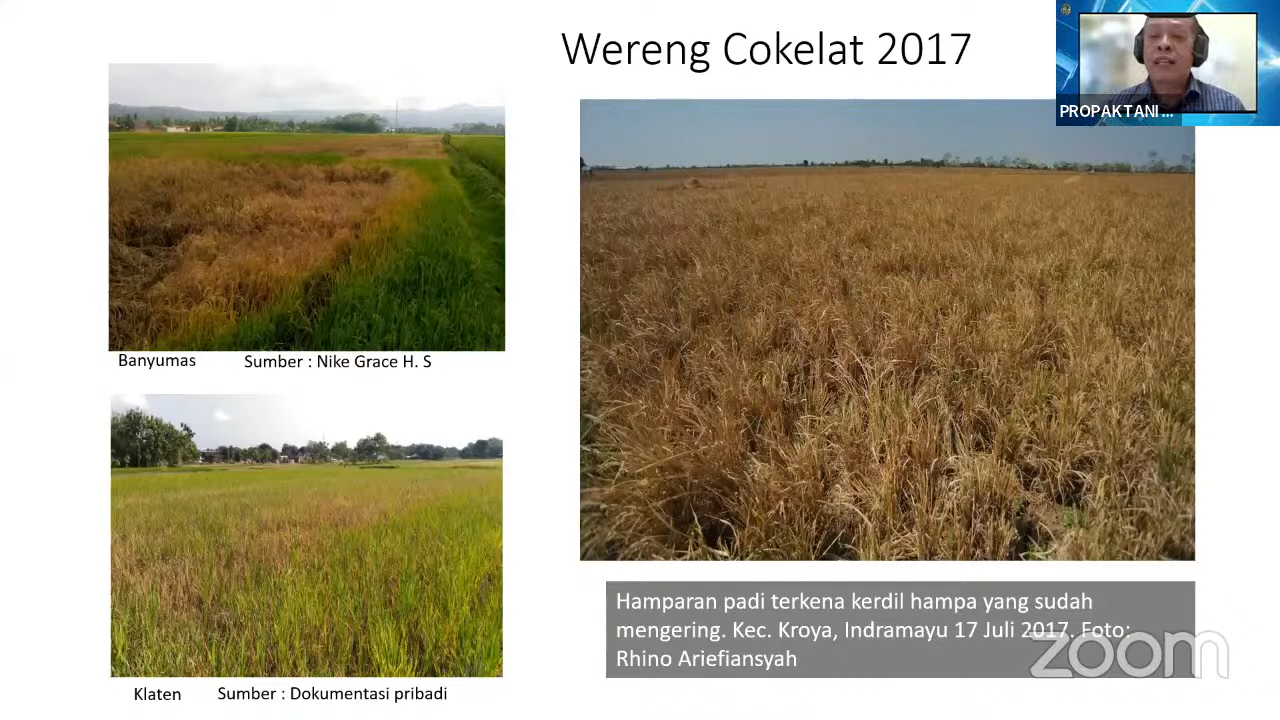 Wereng Cokelat 2017
PROPAKTANI ...
Banyumas
Sumber : Nike Grace H. S
Klaten
Sumber : Dokumentasi pribadi
Hamparan padi terkena kerdil hampa yang sudah
mengering. Kec. Kroya, Indramayu 17 Juli 2017. Foto:
Rhino Ariefiansyah
zoom